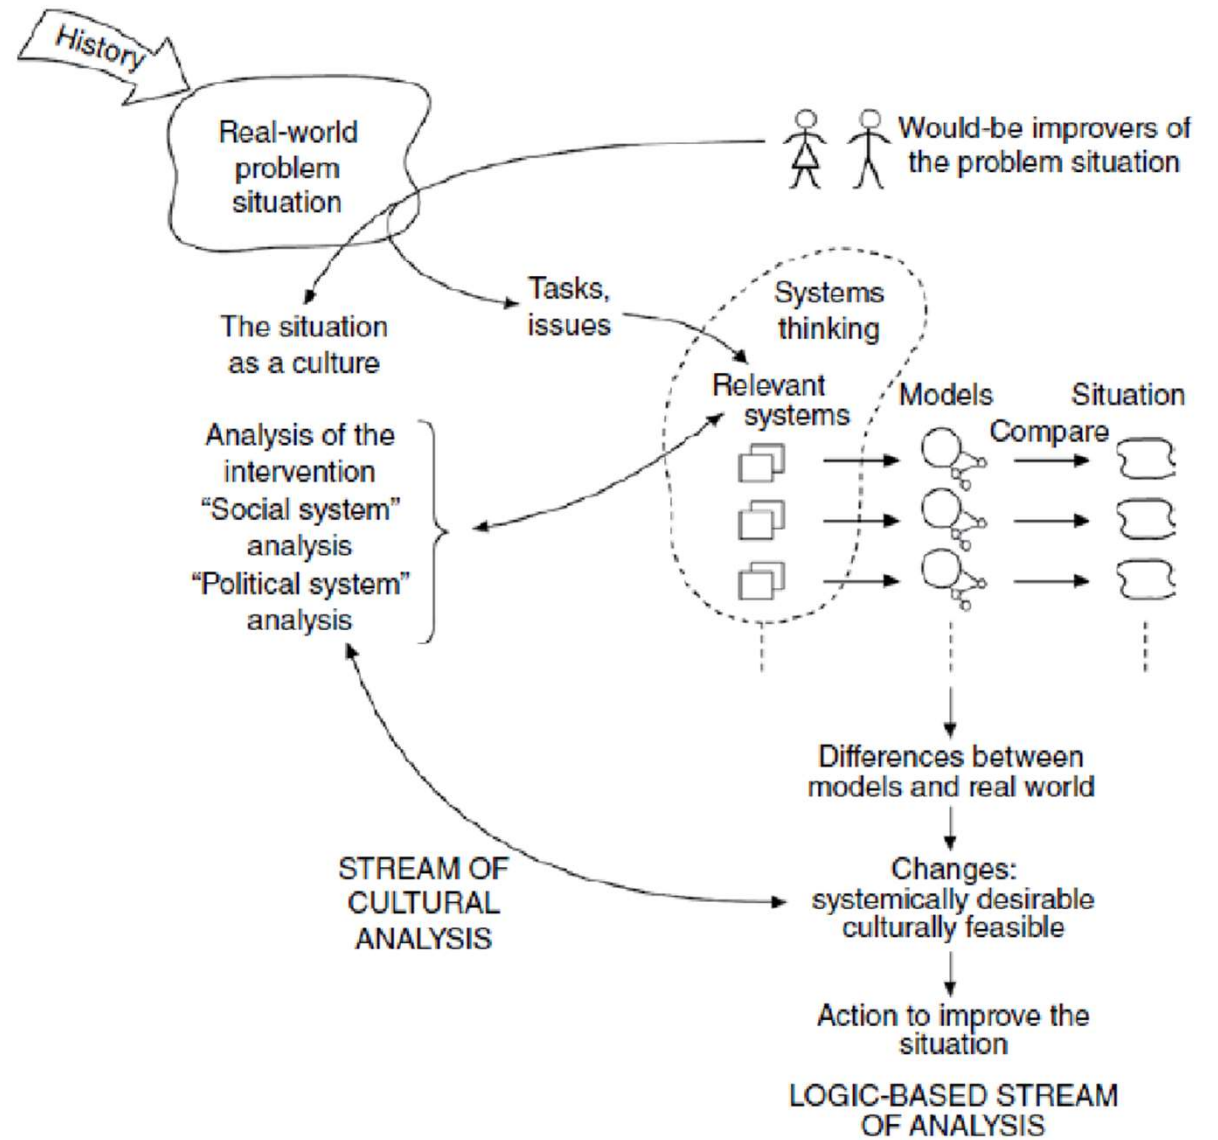 History
Real-world
problem
situation
Would-be improvers of
the problem situation
The situation
as a culture
Tasks,
issues
Systems
thinking
Relevant
systems
Models
Situation
Compare
Analysis of the
intervention
“Social system”
analysis
“Political system”
analysis
Differences between
models and real world
STREAM OF
CULTURAL
ANALYSIS
Changes:
systemically desirable
culturally feasible
Action to improve the
situation
LOGIC-BASED STREAM
OF ANALYSIS